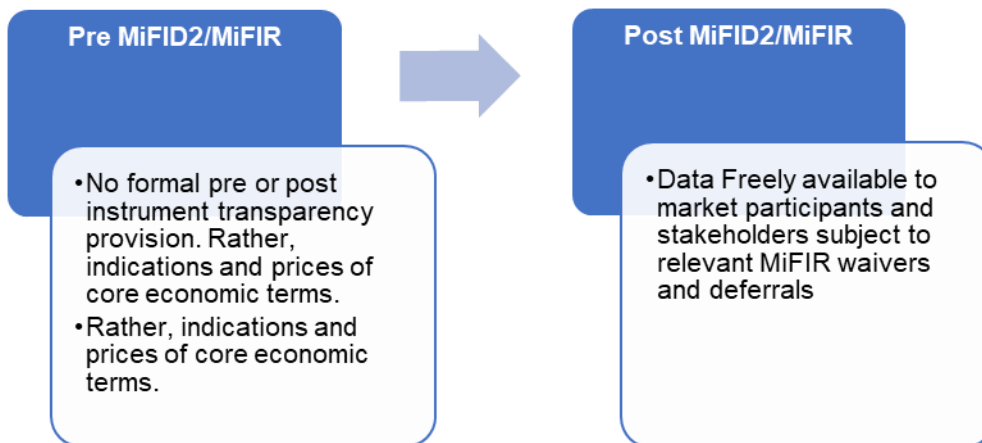 Pre MiFID2/MiFIR
•No formal pre or post
instrument transparency
provision. Rather,
indications and prices of
core economic terms.
•Rather, indications and
prices of core economic
terms.
Post MiFID2/MiFIR
•Data Freely available to
market participants and
stakeholders subject to
relevant MiFIR waivers
and deferrals